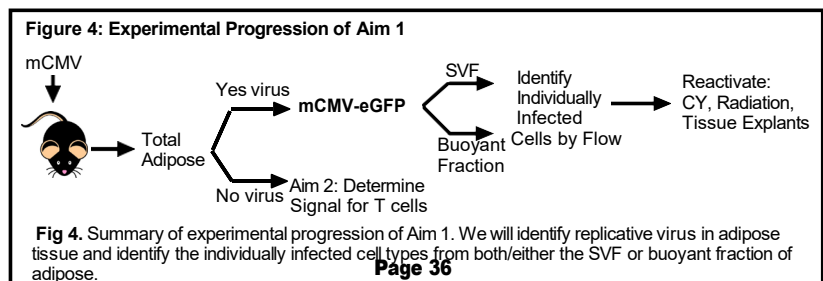 Figure 4: Experimental Progression of Aim 1
mCMV
Total
Adipose
Yes virus
No virus
mCMV-eGFP
Aim 2: Determine
Signal for T cells
SVF
Buoyant
Fraction
Identify
Individually
Infected
Cells by Flow
Reactivate:
CY, Radiation,
Tissue Explants
Fig 4. Summary of experimental progression of Aim 1. We will identify replicative virus in adipose
tissue and identify the individually infected cell types from both/either the SVF or buoyant fraction of
adipose.
Page 36